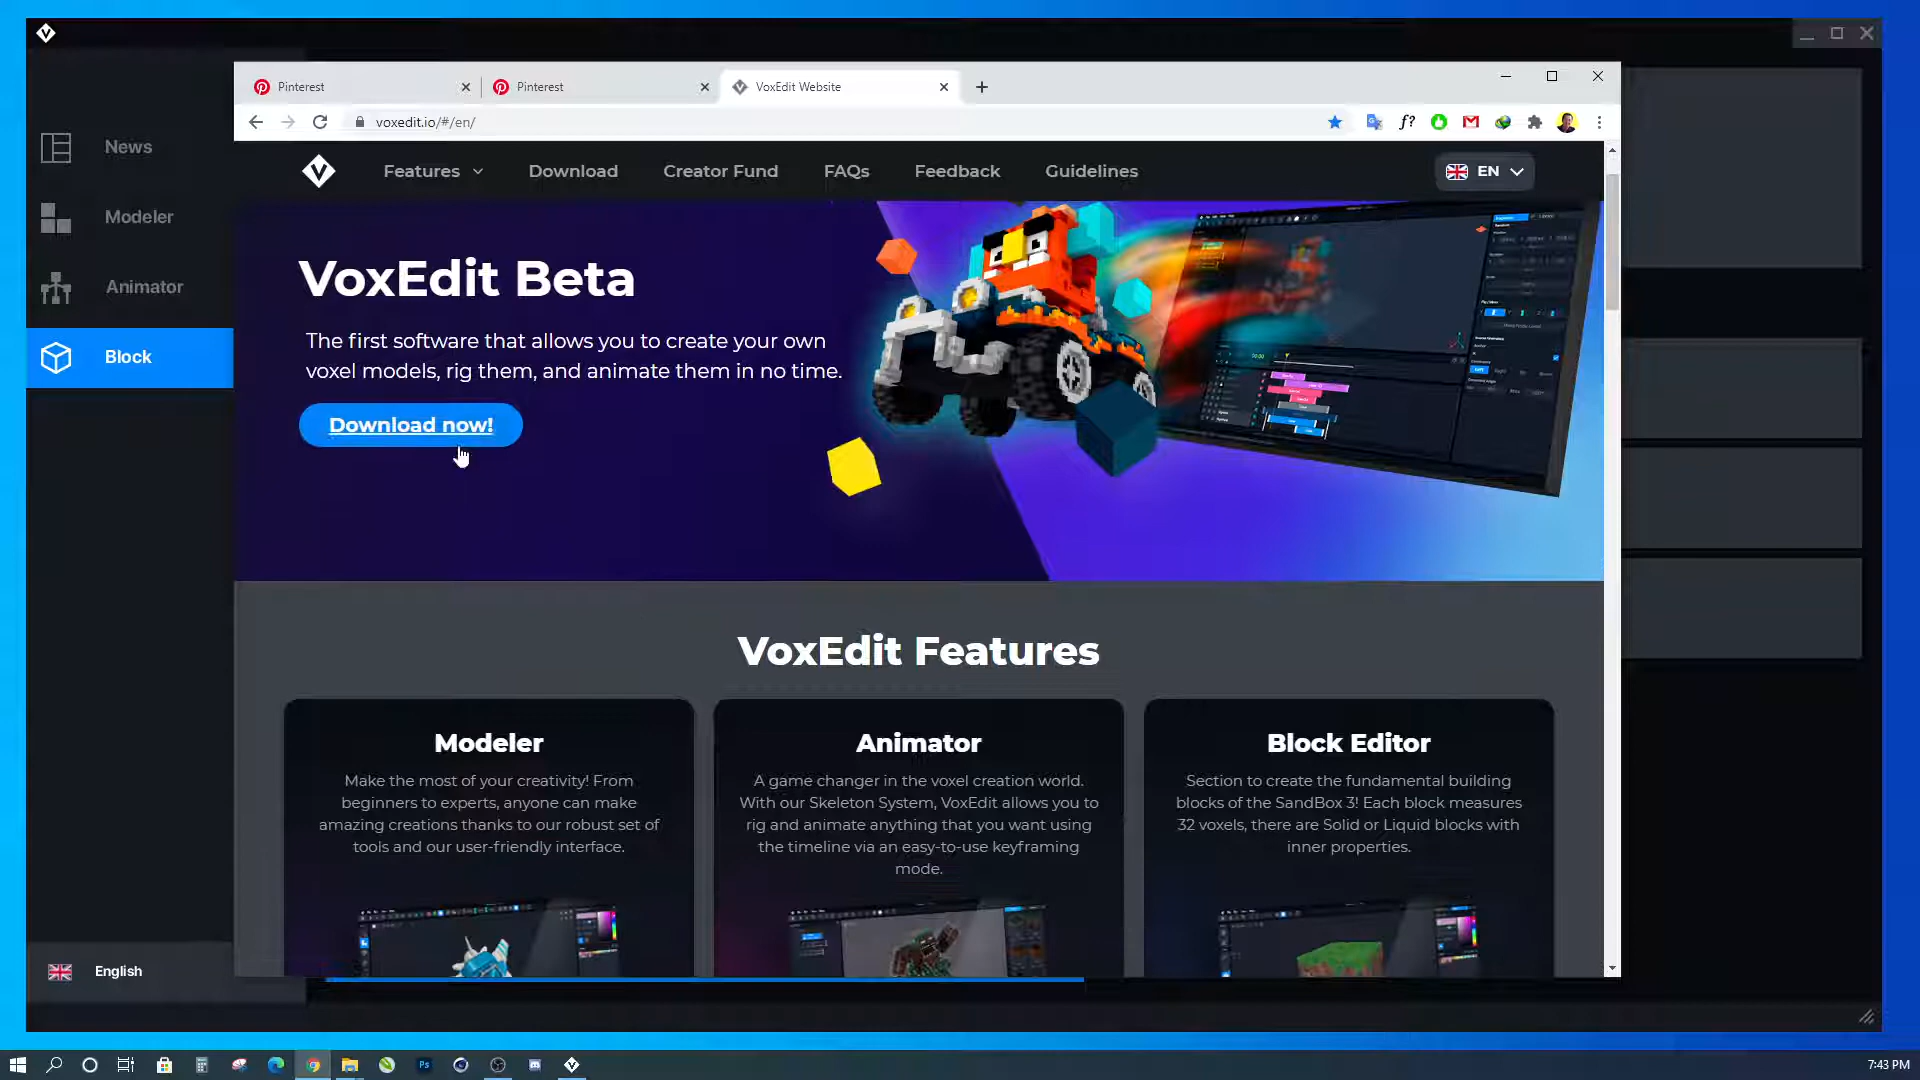 Pinterest
Pinterest
VoxEdit Website
voxedit.io/#/en/
News
Modeler
Animator
Block
English
Features
Download
Creator Fund
FAQs
Feedback
Guidelines
EN
VoxEdit Beta
The first software that allows you to create your own
voxel models, rig them, and animate them in no time.
Download now!
VoxEdit Features
Modeler
Make the most of your creativity! From
beginners to experts, anyone can make
amazing creations thanks to our robust set of
tools and our user-friendly interface.
Animator
A game changer in the voxel creation world.
With our Skeleton System, VoxEdit allows you to
rig and animate anything that you want using
the timeline via an easy-to-use keyframing
mode.
Block Editor
Section to create the fundamental building
blocks of the SandBox 3! Each block measures
32 voxels, there are Solid or Liquid blocks with
inner properties.
Ps
7:43 PM